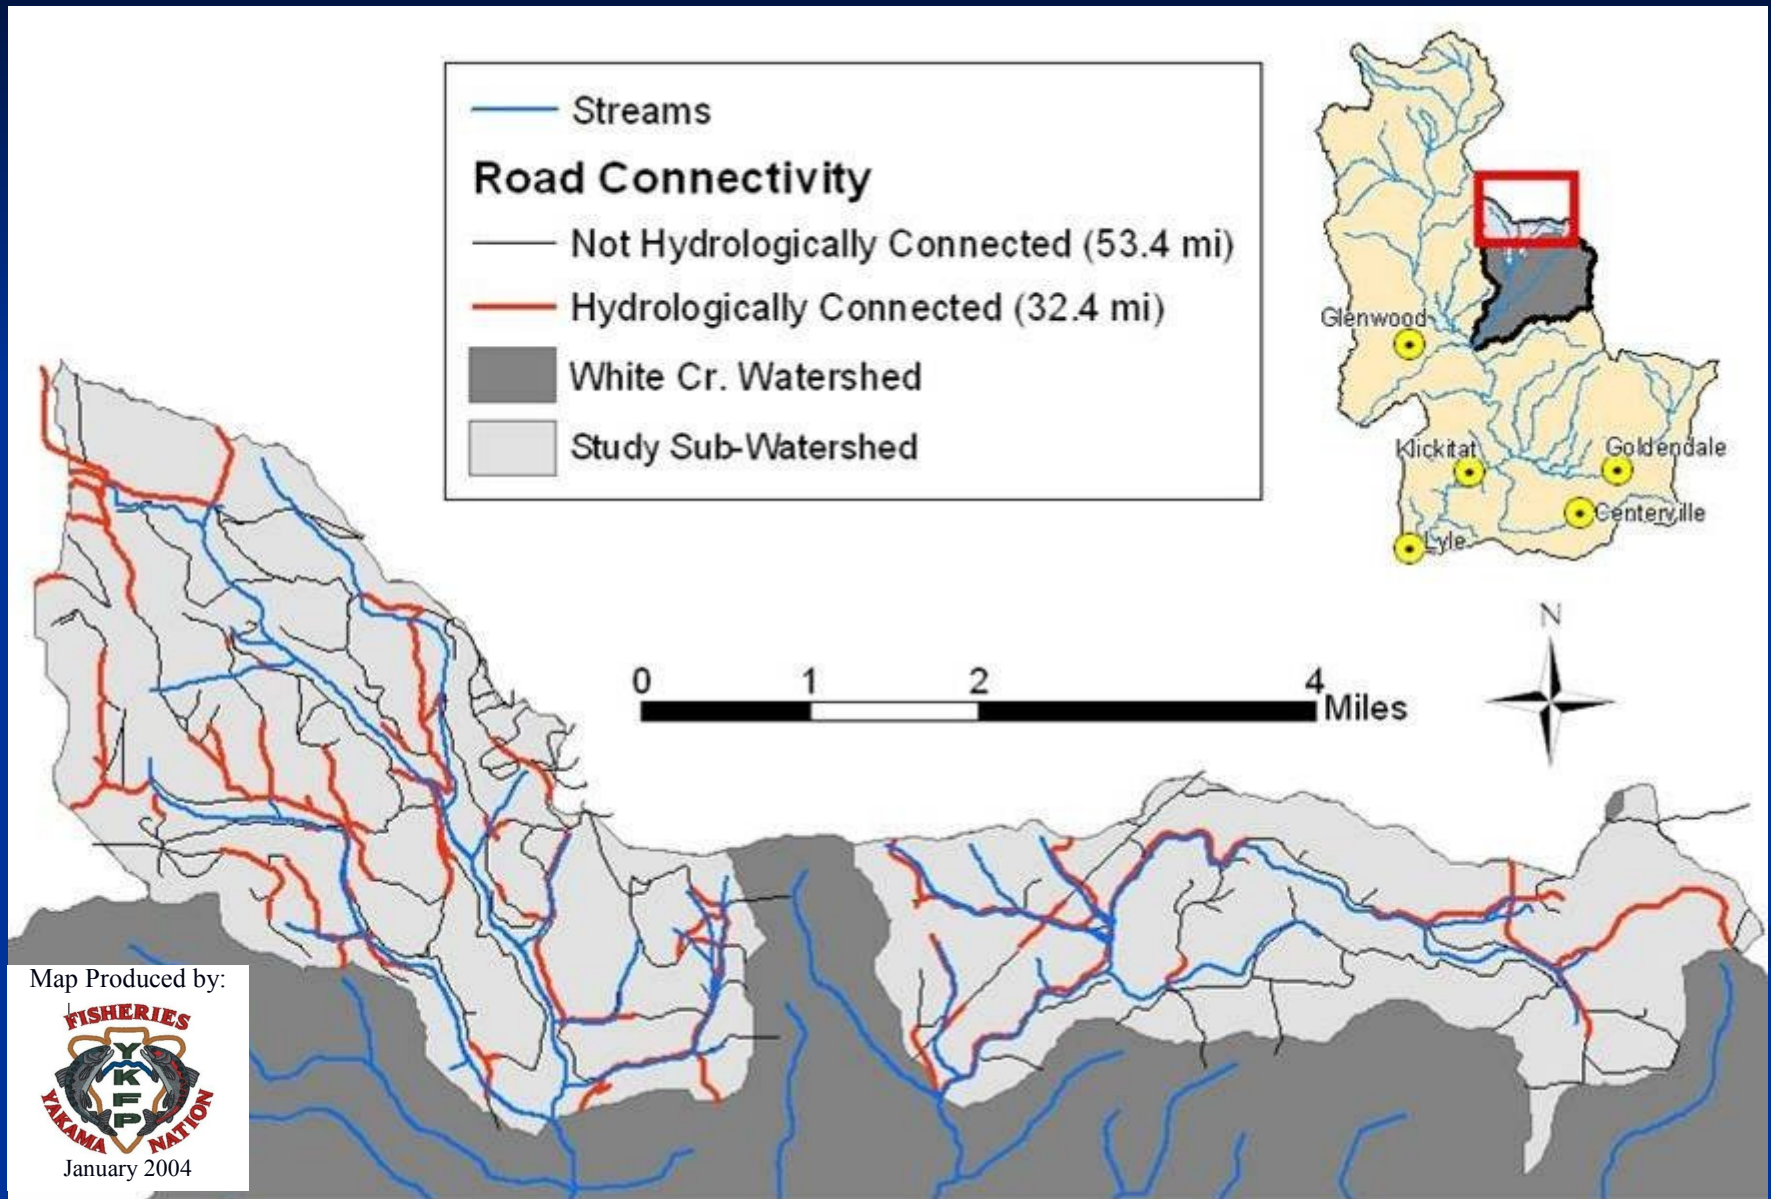 Streams
Road Connectivity
Not Hydrologically Connected (53.4 mi)
Hydrologically Connected (32.4 mi)
White Cr. Watershed
Study Sub-Watershed
Glenwood
Klickitat
Goldendale
Centerville
Lyle
N
0 1 2 4
Miles
Map Produced by:
FISHERIES
Y
K
F
P
YAKAMA NATION
January 2004